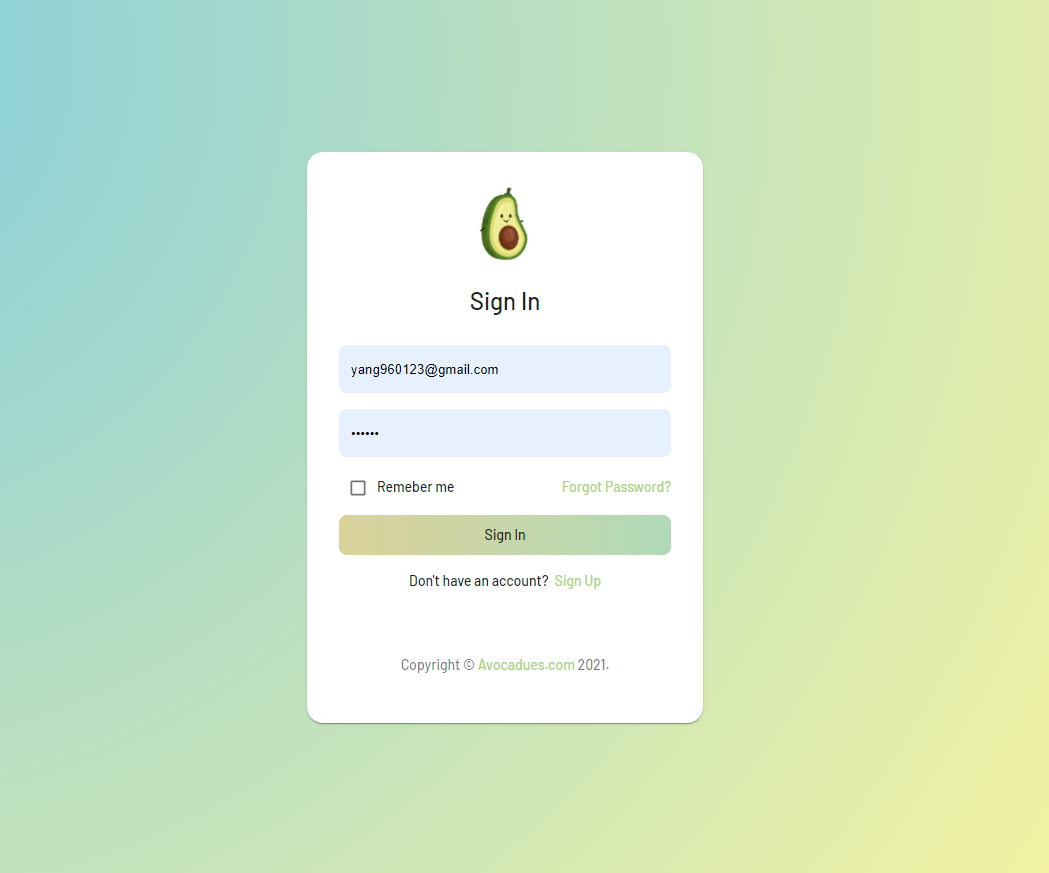 Sign In
yang960123@gmail.com
••••••
Remeber me Forgot Password?
Sign In
Don't have an account? Sign Up
Copyright © Avocadues.com 2021.